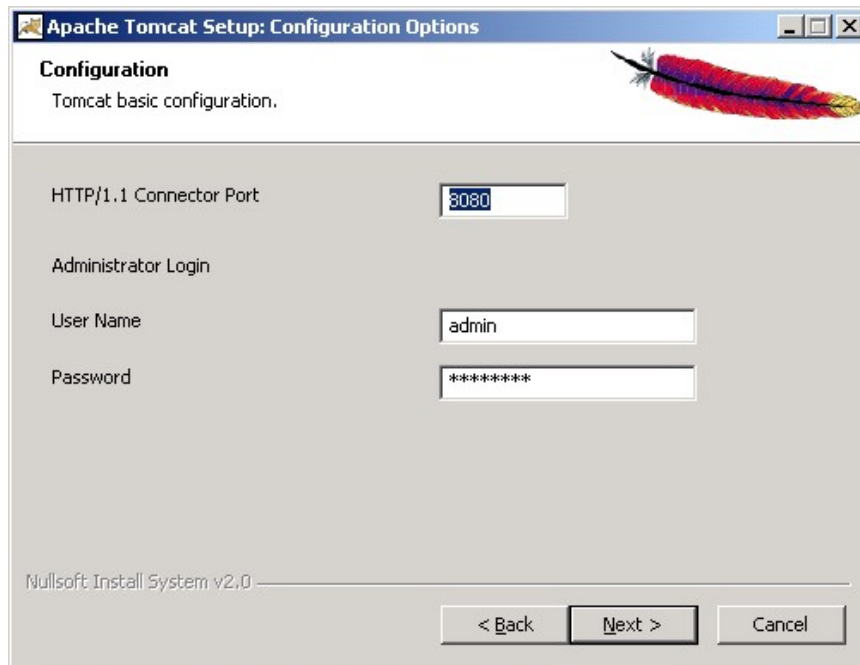 Apache Tomcat Setup: Configuration Options
Configuration
Tomcat basic configuration.
HTTP/1.1 Connector Port 8080
Administrator Login
User Name admin
Password ********
Nullsoft Install System v2.0
< Back Next > Cancel